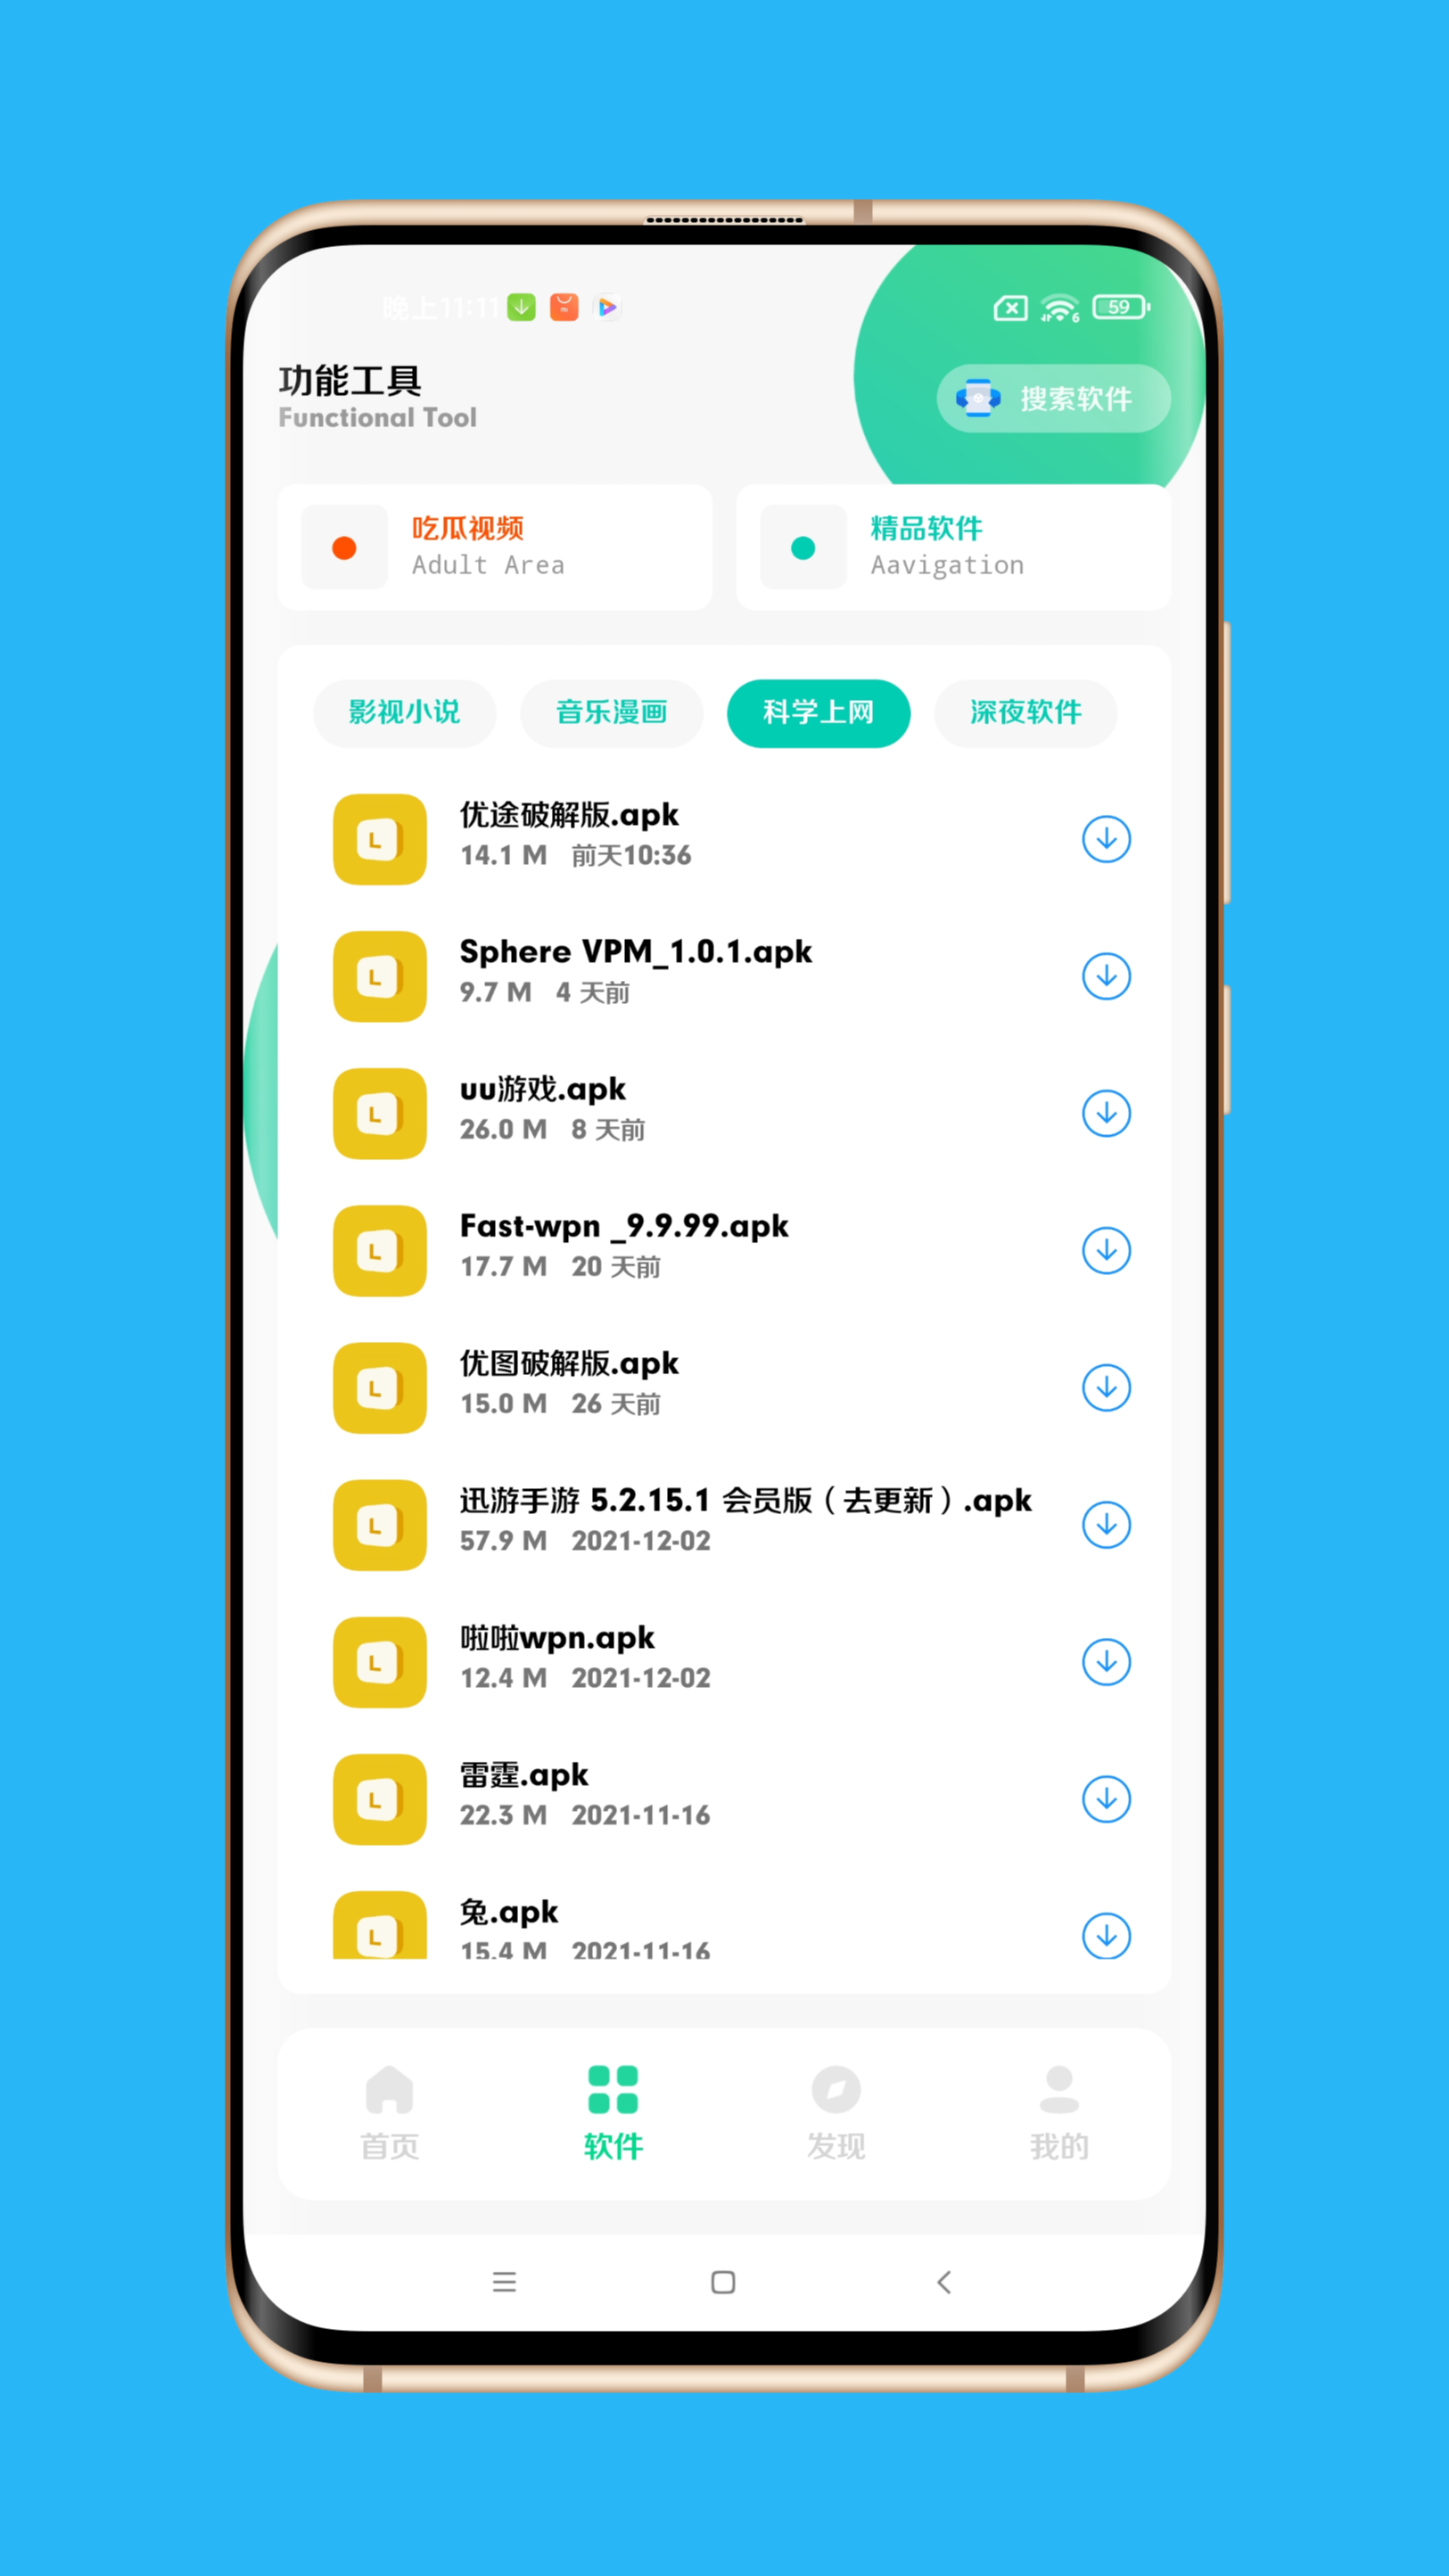 晚上11:11
6
59
功能工具
Functional Tool
搜索软件
吃瓜视频
Adult Area
精品软件
Aavigation
影视小说
音乐漫画
科学上网
深夜软件
L
优途破解版.apk
14.1 M 前天10:36
L
Sphere VPM_1.0.1.apk
9.7 M 4 天前
L
uu游戏.apk
26.0 M 8 天前
L
Fast-wpn _9.9.99.apk
17.7 M 20 天前
L
优图破解版.apk
15.0 M 26 天前
L
迅游手游 5.2.15.1 会员版（去更新）.apk
57.9 M 2021-12-02
L
啦啦wpn.apk
12.4 M 2021-12-02
L
雷霆.apk
22.3 M 2021-11-16
L
兔.apk
15.4 M 2021-11-16
首页
软件
发现
我的